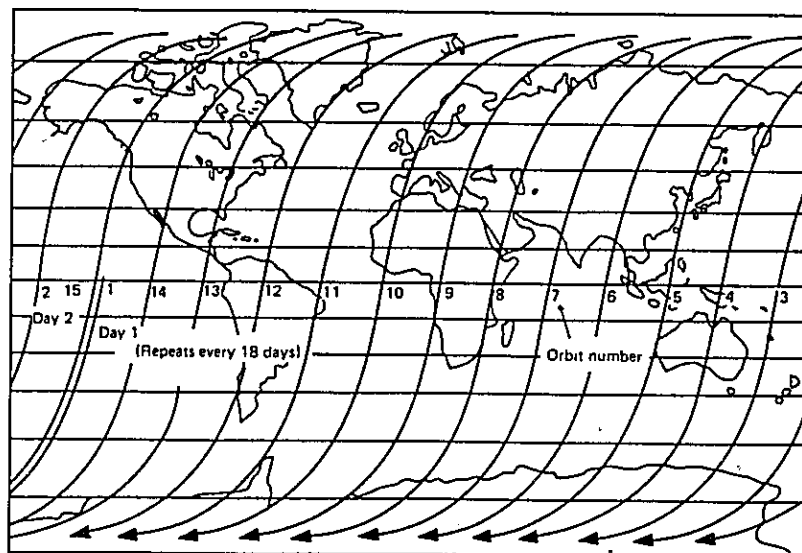 2 15 1 14 13 12 11 10 9 8 7 6 5 4 3
Day 2
Day 1
(Repeats every 18 days)
Orbit number